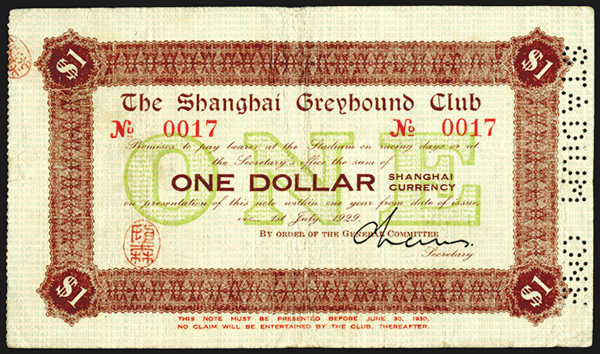 $1
$1
The Shanghai Greyhound Club
No 0017
No 0017
ONE
Promises to pay bearer at the Stadium on racing days or at
the Secretary's office the sum of
ONE DOLLAR SHANGHAI CURRENCY
on presentation of this note within one year from date of issue,
viz., 1st July, 1929.
BY ORDER OF THE GENERAL COMMITTEE
Secretary
$1
$1
THIS NOTE MUST BE PRESENTED BEFORE JUNE 30, 1930,
NO CLAIM WILL BE ENTERTAINED BY THE CLUB, THEREAFTER.